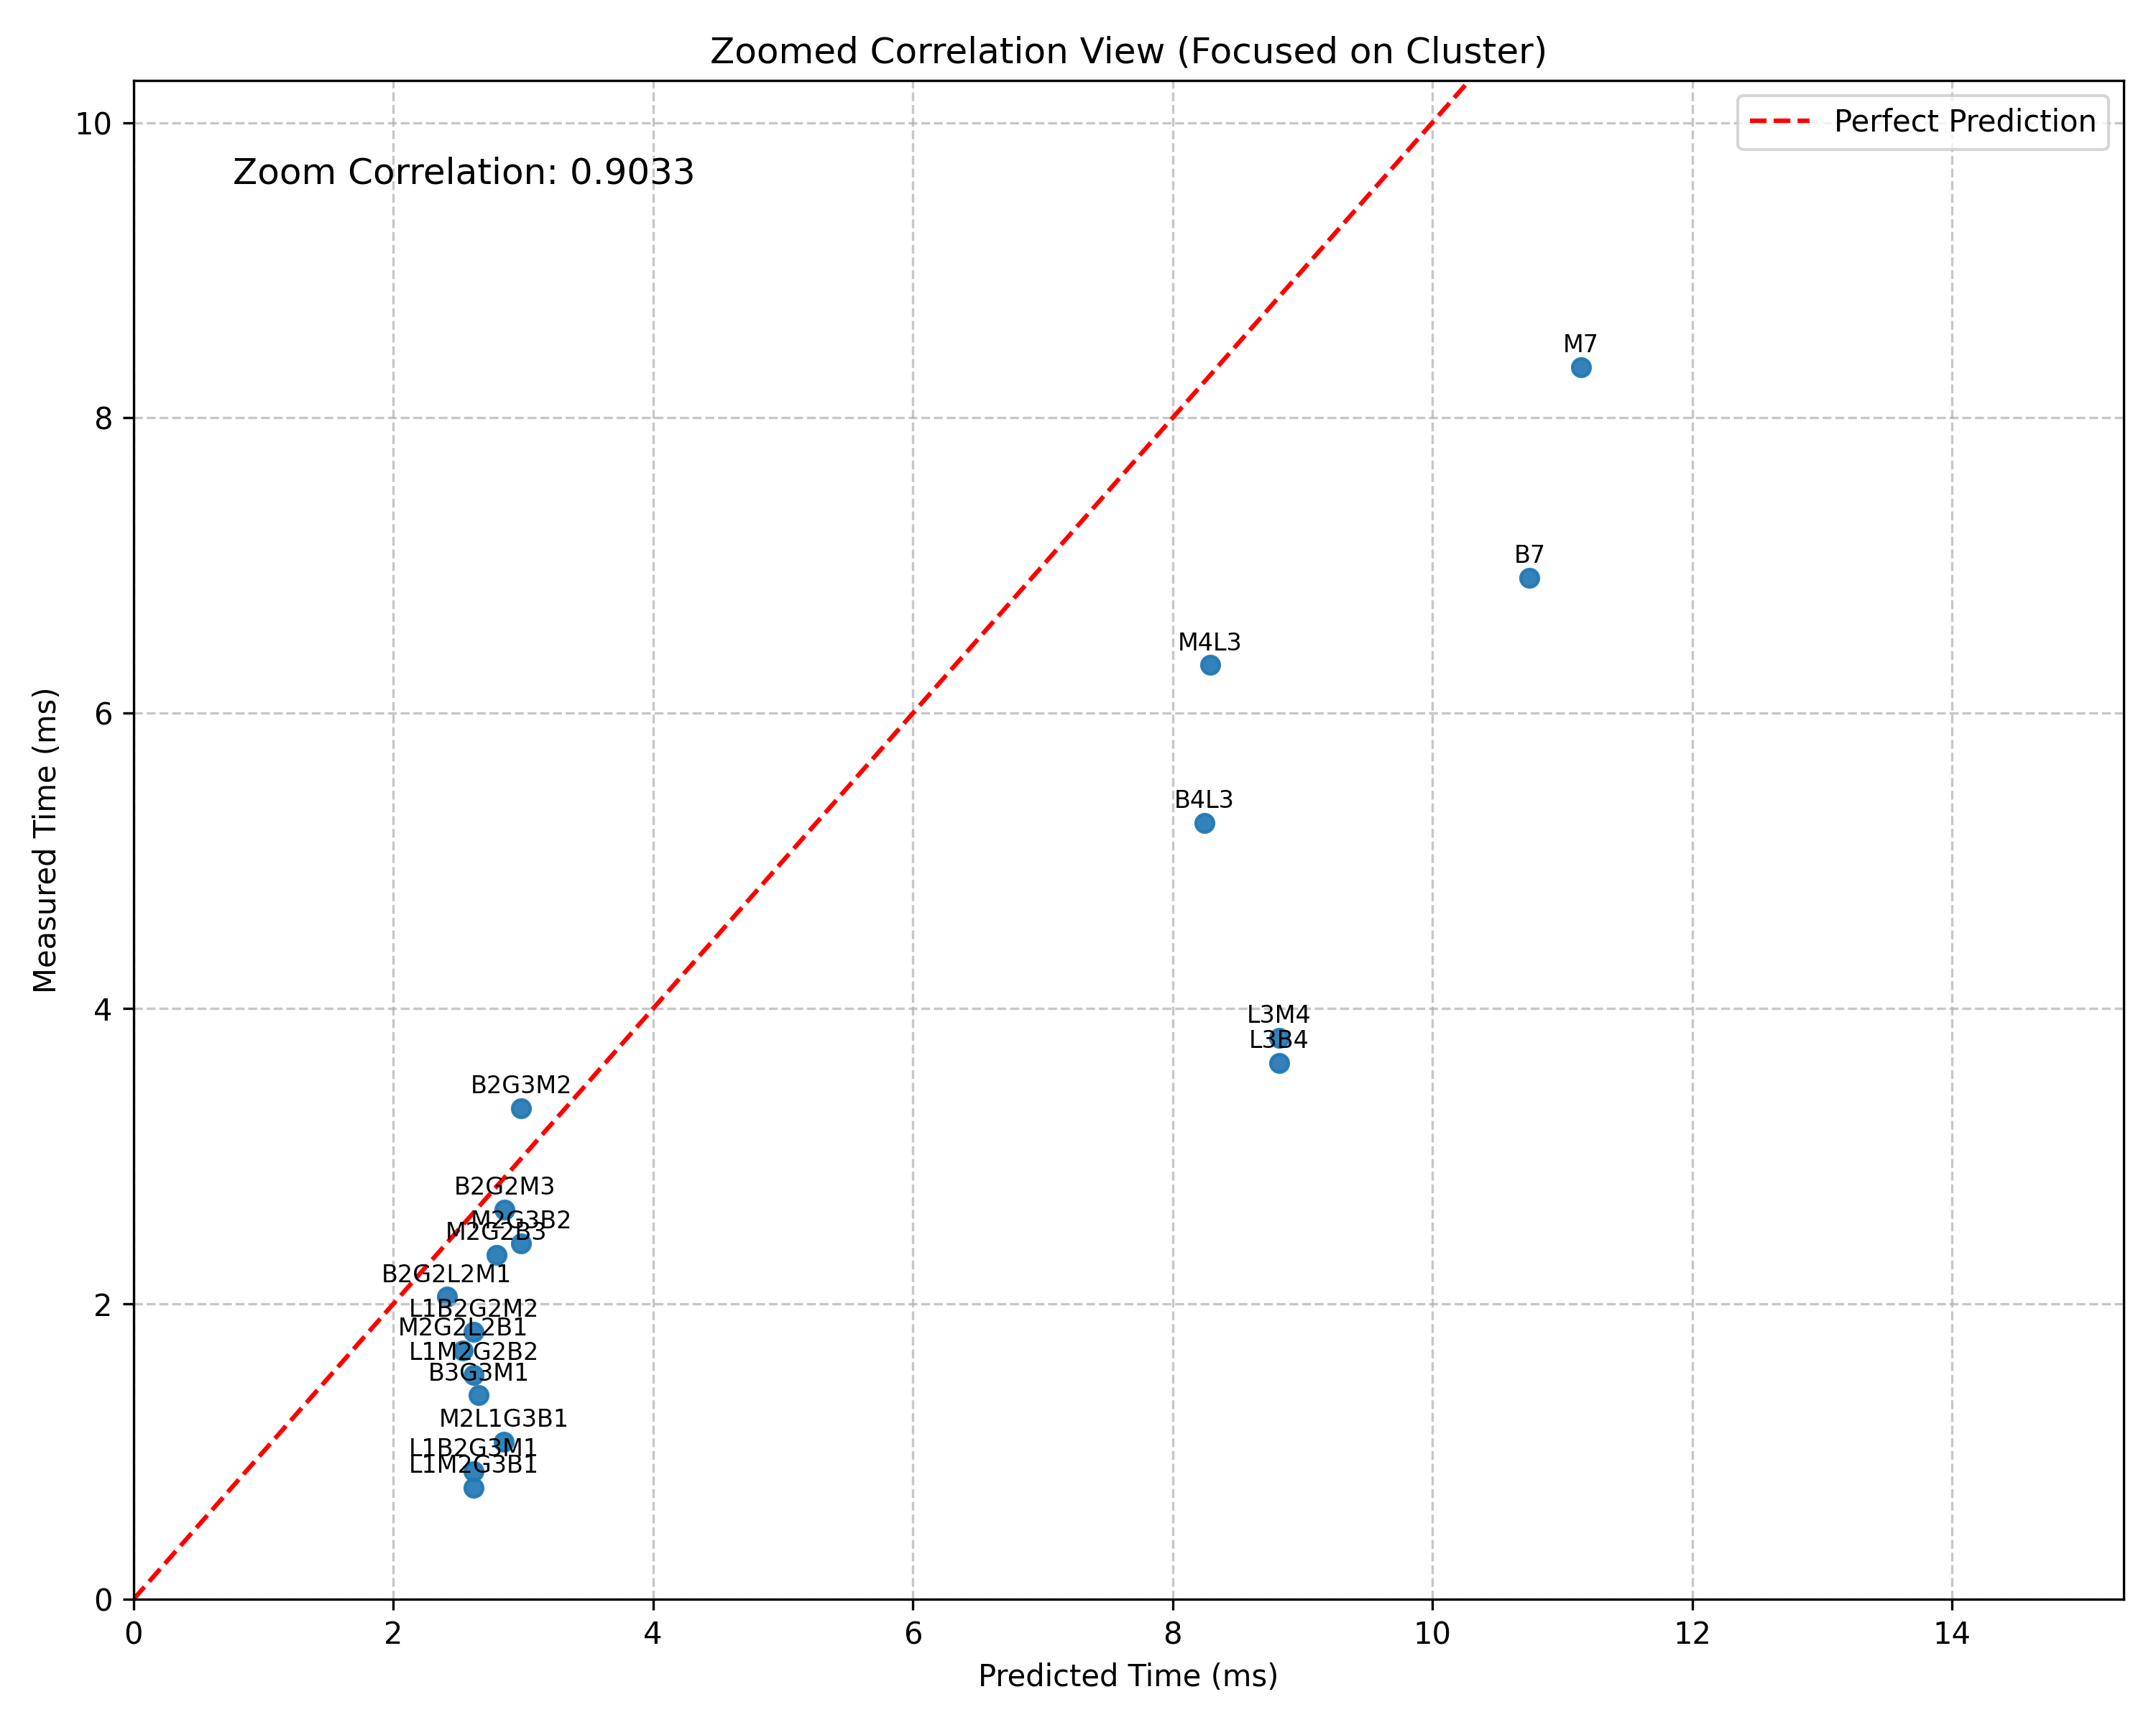 Zoomed Correlation View (Focused on Cluster)
Zoom Correlation: 0.9033
Perfect Prediction
Measured Time (ms)
10
8
6
4
2
0
M7
B7
M4L3
B4L3
L3M4
L3B4
B2G3M2
B2G2M3
M2G3B2
M2G2B3
B2G2L2M1
L1B2G2M2
M2G2L2B1
L1M2G2B2
B3G3M1
M2L1G3B1
L1B2G3M1
L1M2G3B1
0 2 4 6 8 10 12 14
Predicted Time (ms)